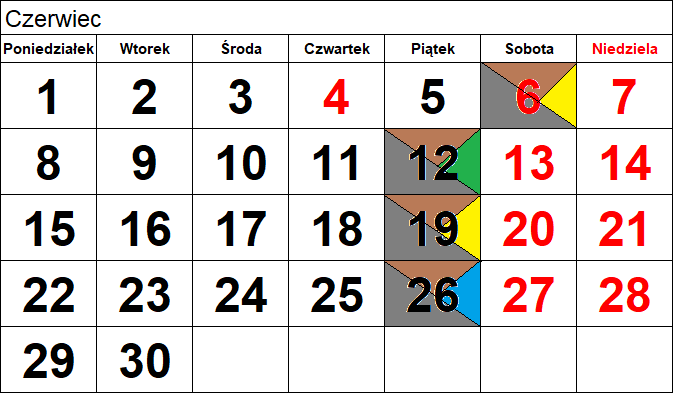 Czerwiec
Poniedziałek Wtorek Środa Czwartek Piątek Sobota Niedziela
1 2 3 4 5 6 7
8 9 10 11 12 13 14
15 16 17 18 19 20 21
22 23 24 25 26 27 28
29 30